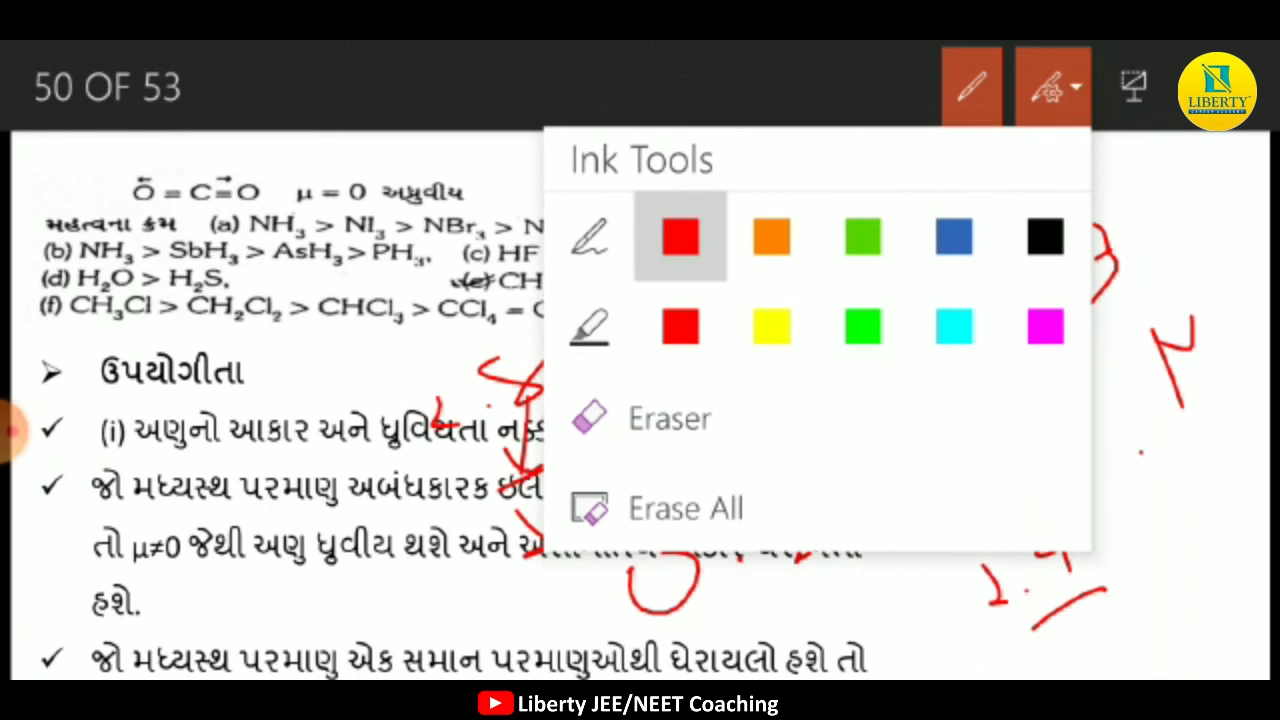 50 OF 53
LIBERTY
Ink Tools
O = C = O μ = 0 અધ્રુવીય
મહત્વના ક્રમ (a) NH₃ > NI₃ > NBr₃ > N
(b) NH₃ > SbH₃ > AsH₃ > PH₃, (c) HF
(d) H₂O > H₂S, (e) CH
(f) CH₃Cl > CH₂Cl₂ > CHCl₃ > CCl₄ =
Eraser
Erase All
➢ ઉપયોગીતા
✓ (i) અણુનો આકાર અને ધ્રુવિયતા નક્ક
✓ જો મધ્યસ્થ પરમાણુ અબંધકારક ઇલે
તો μ≠0 જેથી અણુ ધ્રુવીય થશે અને
હશે.
✓ જો મધ્યસ્થ પરમાણુ એક સમાન પરમાણુઓથી ઘેરાયલો હશે તો
Liberty JEE/NEET Coaching